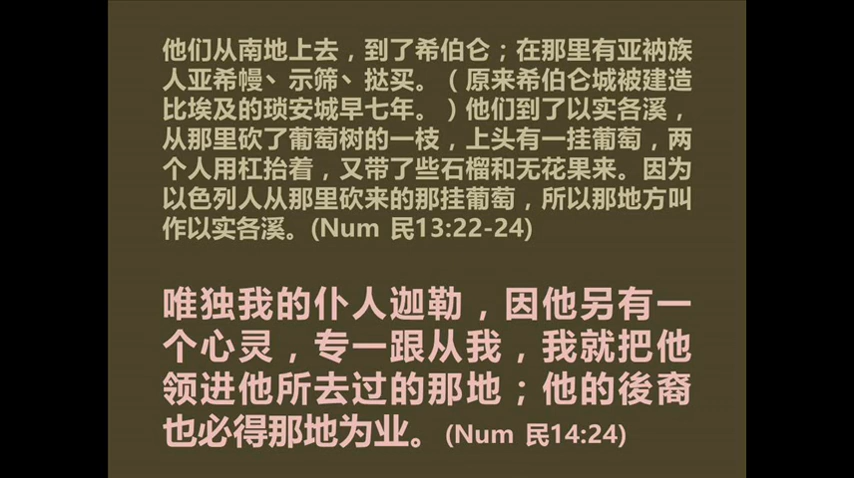 他们从南地上去，到了希伯仑；在那里有亚衲族
人亚希幔、示筛、挞买。（原来希伯仑城被建造
比埃及的琐安城早七年。）他们到了以实各溪，
从那里砍了葡萄树的一枝，上头有一挂葡萄，两
个人用杠抬着，又带了些石榴和无花果来。因为
以色列人从那里砍来的那挂葡萄，所以那地方叫
作以实各溪。(Num 民13:22-24)
唯独我的仆人迦勒，因他另有一
个心灵，专一跟从我，我就把他
领进他所去过的那地；他的後裔
也必得那地为业。(Num 民14:24)